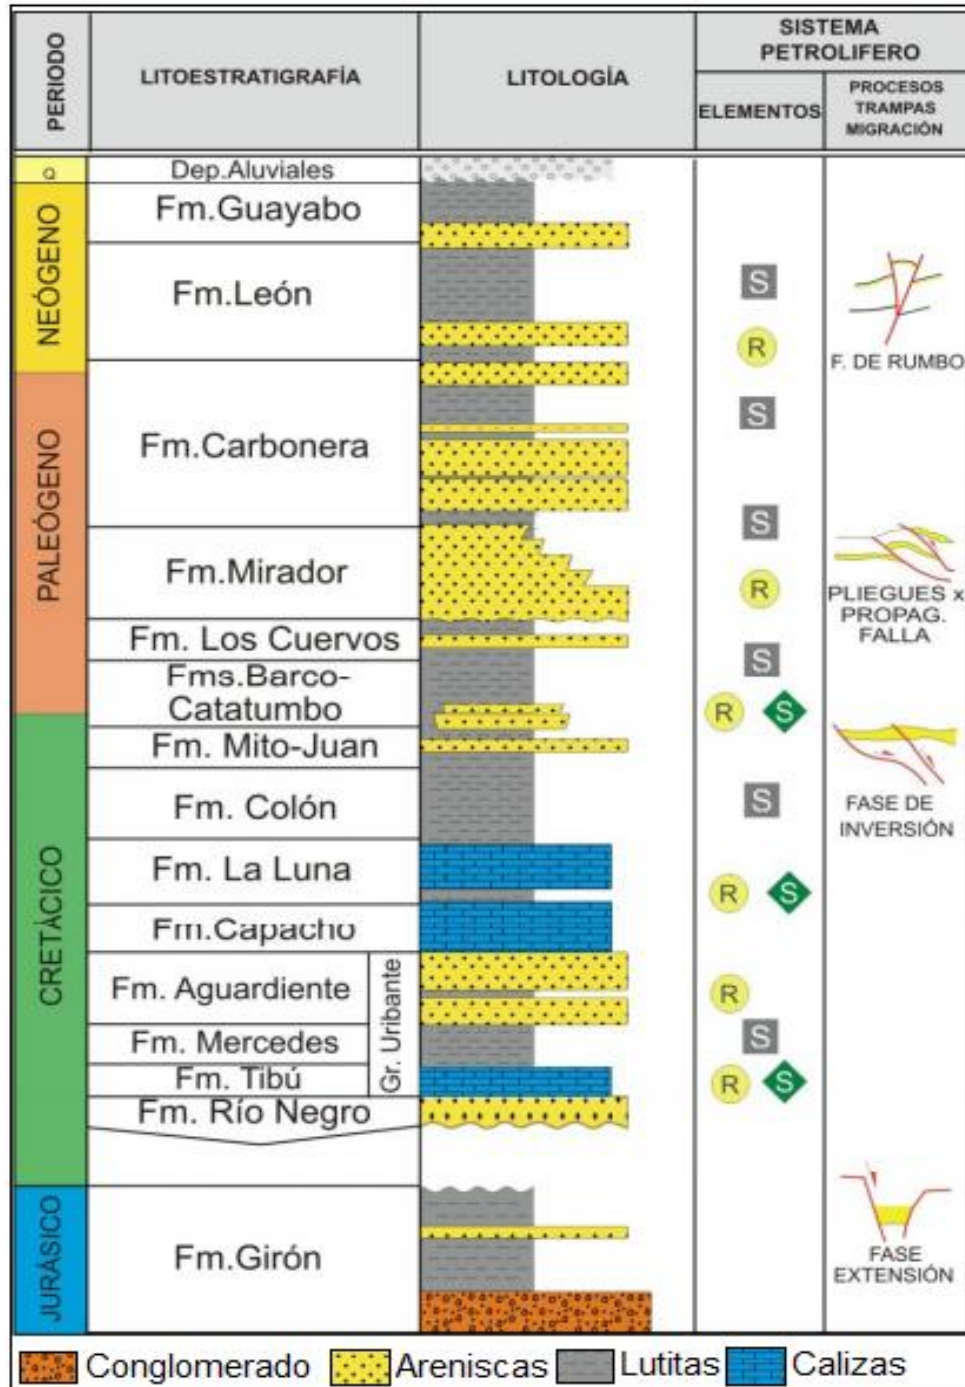 PERIODO
LITOESTRATIGRAFÍA
LITOLOGÍA
SISTEMA
PETROLIFERO
ELEMENTOS
PROCESOS
TRAMPAS
MIGRACIÓN
Q
NEÓGENO
PALEÓGENO
CRETÁCICO
JURÁSICO
Dep.Aluviales
Fm.Guayabo
Fm.León
Fm.Carbonera
Fm.Mirador
Fm. Los Cuervos
Fms.Barco-
Catatumbo
Fm. Mito-Juan
Fm. Colón
Fm. La Luna
Fm.Capacho
Fm. Aguardiente
Fm. Mercedes
Fm. Tibú
Gr. Uribante
Fm. Río Negro
Fm.Girón
S
R
S
S
R
S
R S
S
R S
R
S
R S
F. DE RUMBO
PLIEGUES x
PROPAG.
FALLA
FASE DE
INVERSIÓN
FASE
EXTENSIÓN
Conglomerado Areniscas Lutitas Calizas